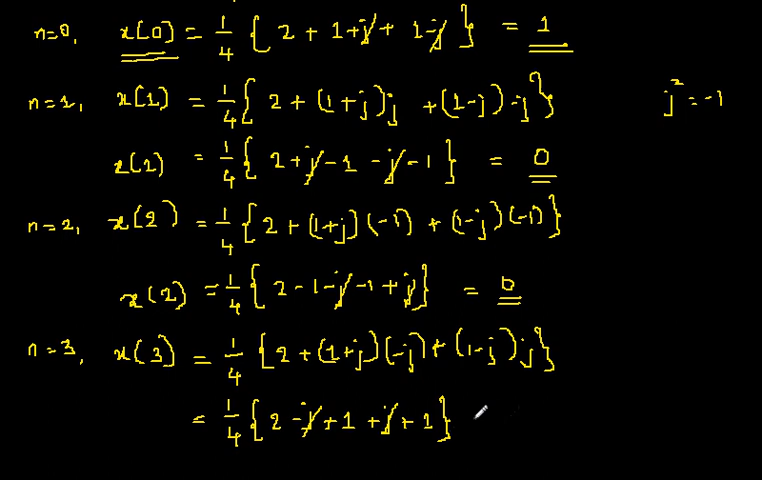 n=0, x[0] = 1/4 { 2 + 1+j + 1-j } = 1
n=1, x[1] = 1/4 { 2 + (1+j)j + (1-j)-j } j² = -1
x[1] = 1/4 { 2+j-1-j-1 } = 0
n=2, x(2) = 1/4 { 2 + (1+j)(-1) + (1-j)(-1) }
x(2) = 1/4 { 2-1-j-1+j } = 0
n=3, x(3) = 1/4 { 2 + (1+j)(-j) + (1-j)j }
= 1/4 { 2-j+1+j+1 }